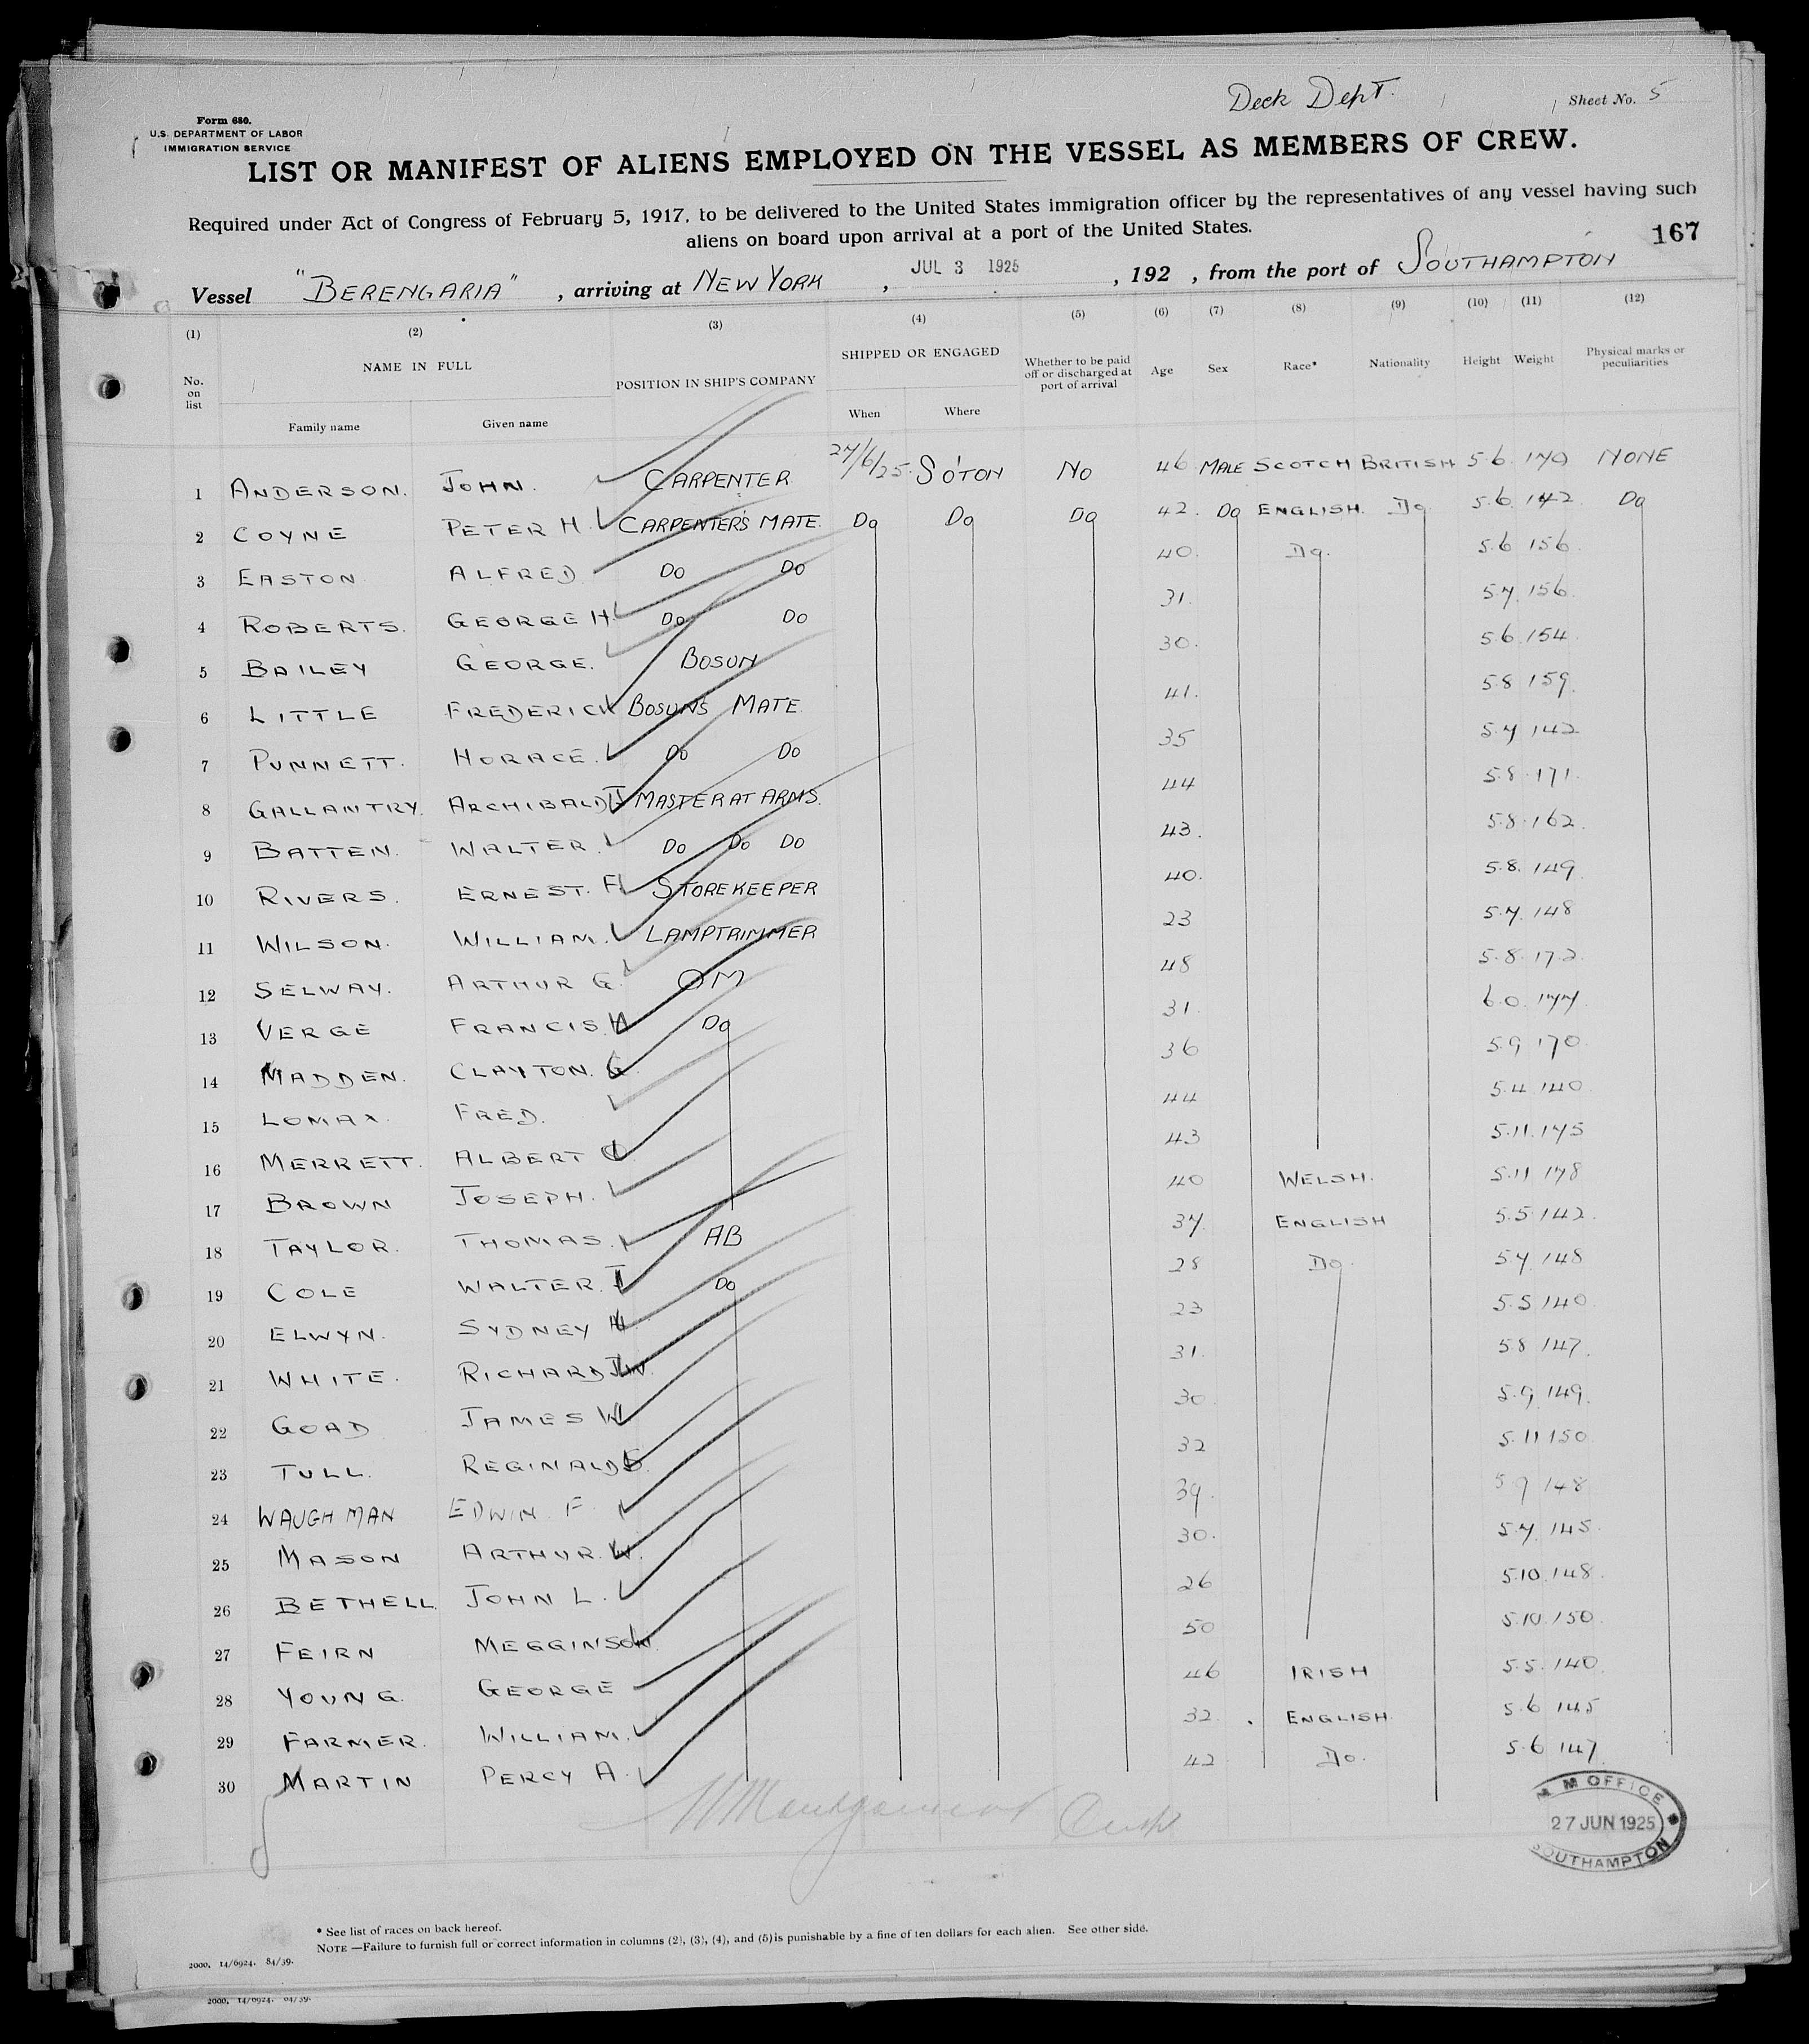 Deck Dept.
Sheet No. 5
Form 680.
U.S. DEPARTMENT OF LABOR
IMMIGRATION SERVICE
LIST OR MANIFEST OF ALIENS EMPLOYED ON THE VESSEL AS MEMBERS OF CREW.
Required under Act of Congress of February 5, 1917, to be delivered to the United States immigration officer by the representatives of any vessel having such
aliens on board upon arrival at a port of the United States.
167
Vessel "BERENGARIA" , arriving at NEW YORK , JUL 3 1925 , 192 , from the port of SOUTHAMPTON
(1) (2) (3) (4) (5) (6) (7) (8) (9) (10) (11) (12)
No. on list NAME IN FULL POSITION IN SHIP'S COMPANY SHIPPED OR ENGAGED Whether to be paid off or discharged at port of arrival Age Sex Race* Nationality Height Weight Physical marks or peculiarities
Family name Given name When Where
1 ANDERSON. JOHN. CARPENTER 27/6/25 SO'TON NO 46 MALE SCOTCH BRITISH 5.6 170 NONE
2 COYNE PETER H. CARPENTER'S MATE. Do Do Do 42. Do ENGLISH. Do 5.6 142 Do
3 EASTON ALFRED Do Do 40. Do. 5.6 156
4 ROBERTS. GEORGE H. Do Do 31. 5.7 156.
5 BAILEY GEORGE. BOSUN 30. 5.6 154
6 LITTLE FREDERICK BOSUN'S MATE 41. 5.8 159.
7 PUNNETT. HORACE. Do Do 35 5.7 142
8 GALLANTRY. ARCHIBALD J MASTER AT ARMS. 44 5.8 171.
9 BATTEN. WALTER. Do Do Do 43. 5.8 162.
10 RIVERS. ERNEST. F. STOREKEEPER 40. 5.8. 149
11 WILSON. WILLIAM. LAMPTRIMMER 23 5.7. 148
12 SELWAY. ARTHUR G. QM 48 5.8. 172.
13 VERGE FRANCIS. H Do 31. 6.0. 177.
14 MADDEN. CLAYTON. G. 36 5.9 170.
15 LOMAX. FRED. 44 5.4. 140.
16 MERRETT. ALBERT 43 5.11. 175
17 BROWN JOSEPH. 40 WELSH. 5.11 178
18 TAYLOR. THOMAS. AB 37. ENGLISH 5.5. 142.
19 COLE WALTER. J Do 28 Do. 5.7. 148
20 ELWYN. SYDNEY H. 23 5.5. 140.
21 WHITE. RICHARD J.W. 31. 5.8 147.
22 GOAD JAMES W. 30 5.9. 149.
23 TULL. REGINALD 32 5.11 150.
24 WAUGHMAN EDWIN F 39. 5.9 148
25 MASON ARTHUR. W. 30. 5.7. 145.
26 BETHELL. JOHN L. 26 5.10. 148.
27 FEIRN MEGGINSON. 50 5.10. 150.
28 YOUNG. GEORGE 46 IRISH 5.5. 140.
29 FARMER. WILLIAM. 32. ENGLISH. 5.6 145
30 MARTIN PERCY A. 42 Do. 5.6 147
M M OFFICE
27 JUN 1925
SOUTHAMPTON
* See list of races on back hereof.
NOTE —Failure to furnish full or correct information in columns (2), (3), (4), and (5) is punishable by a fine of ten dollars for each alien. See other side.
2000. 14/6924. 84/39.
2000. 14/6924. 84/39.